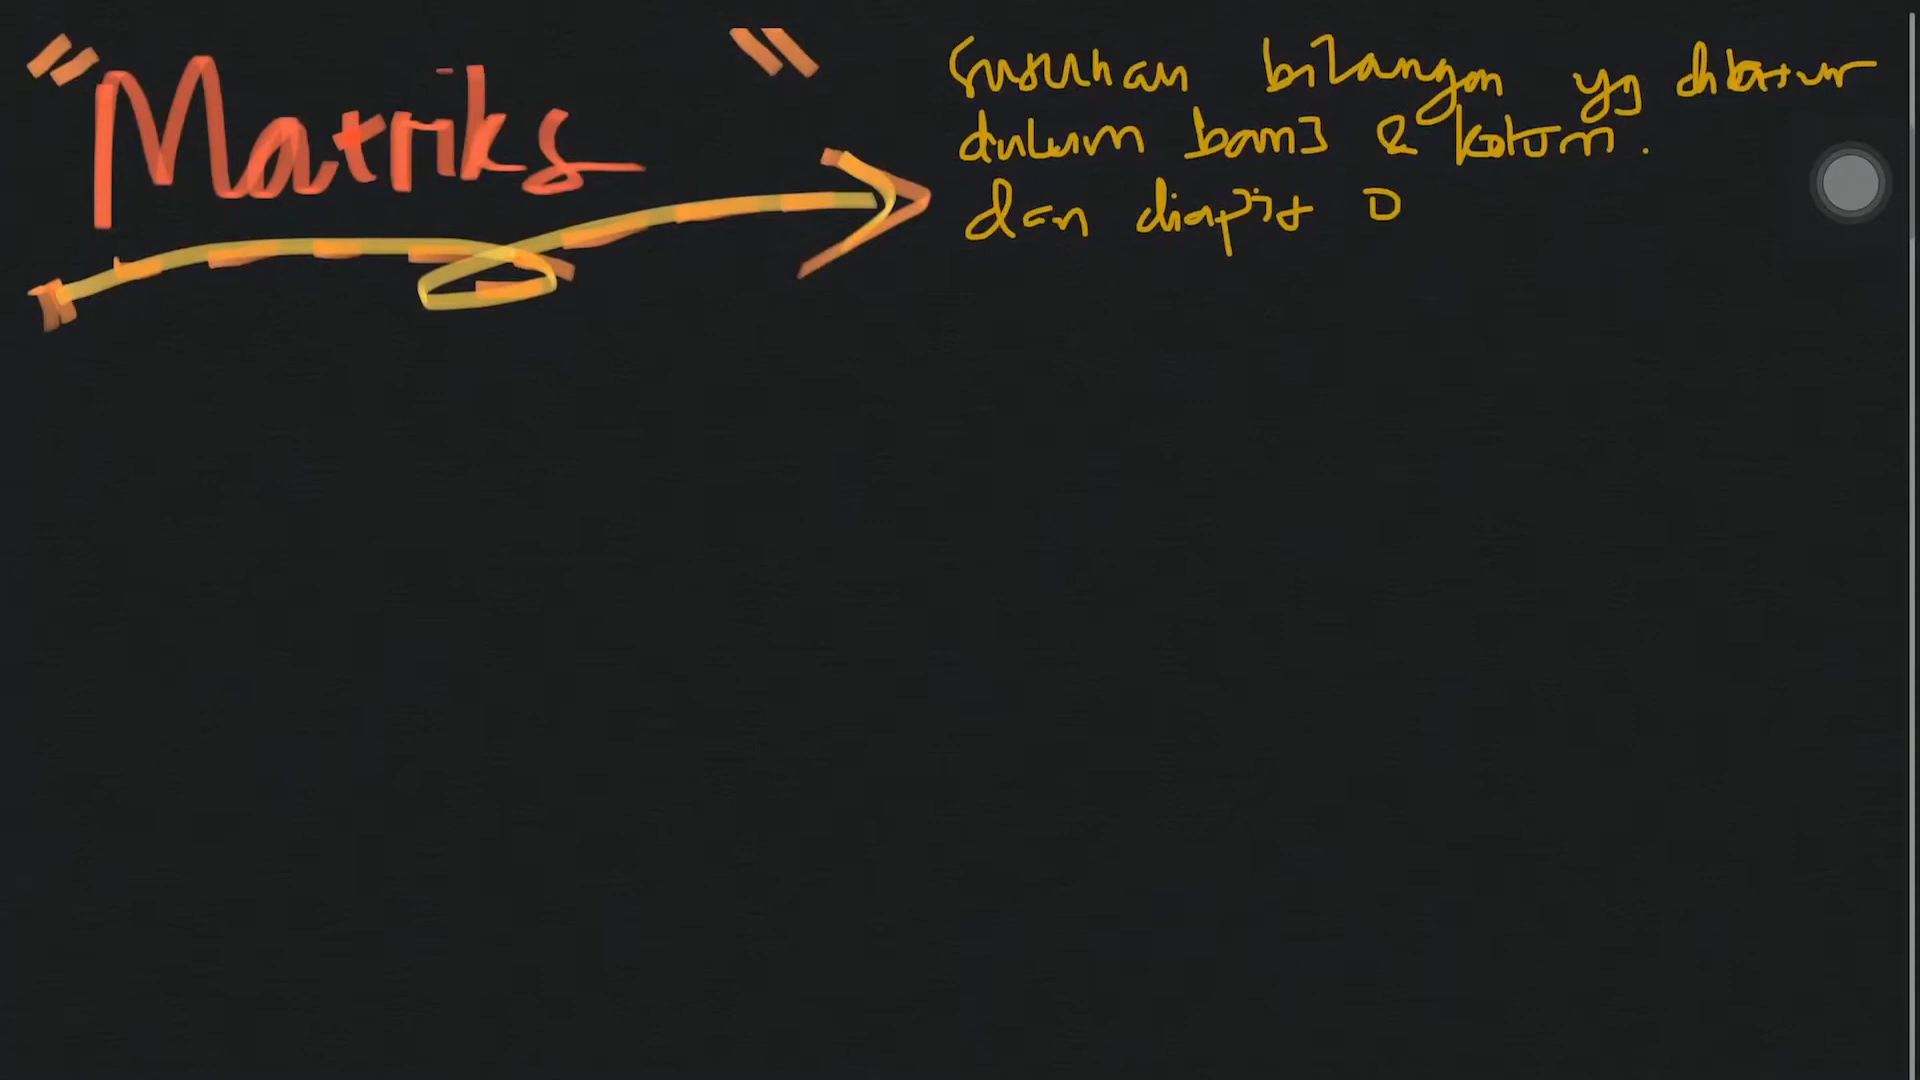 "Matriks"
Susunan bilangan yg diatur
dalam baris & kolom.
dan diapit